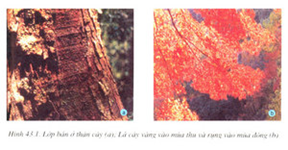 a
b
Hình 43.1. Lớp bần ở thân cây (a). Lá cây vàng vào mùa thu và rụng vào mùa đông (b)